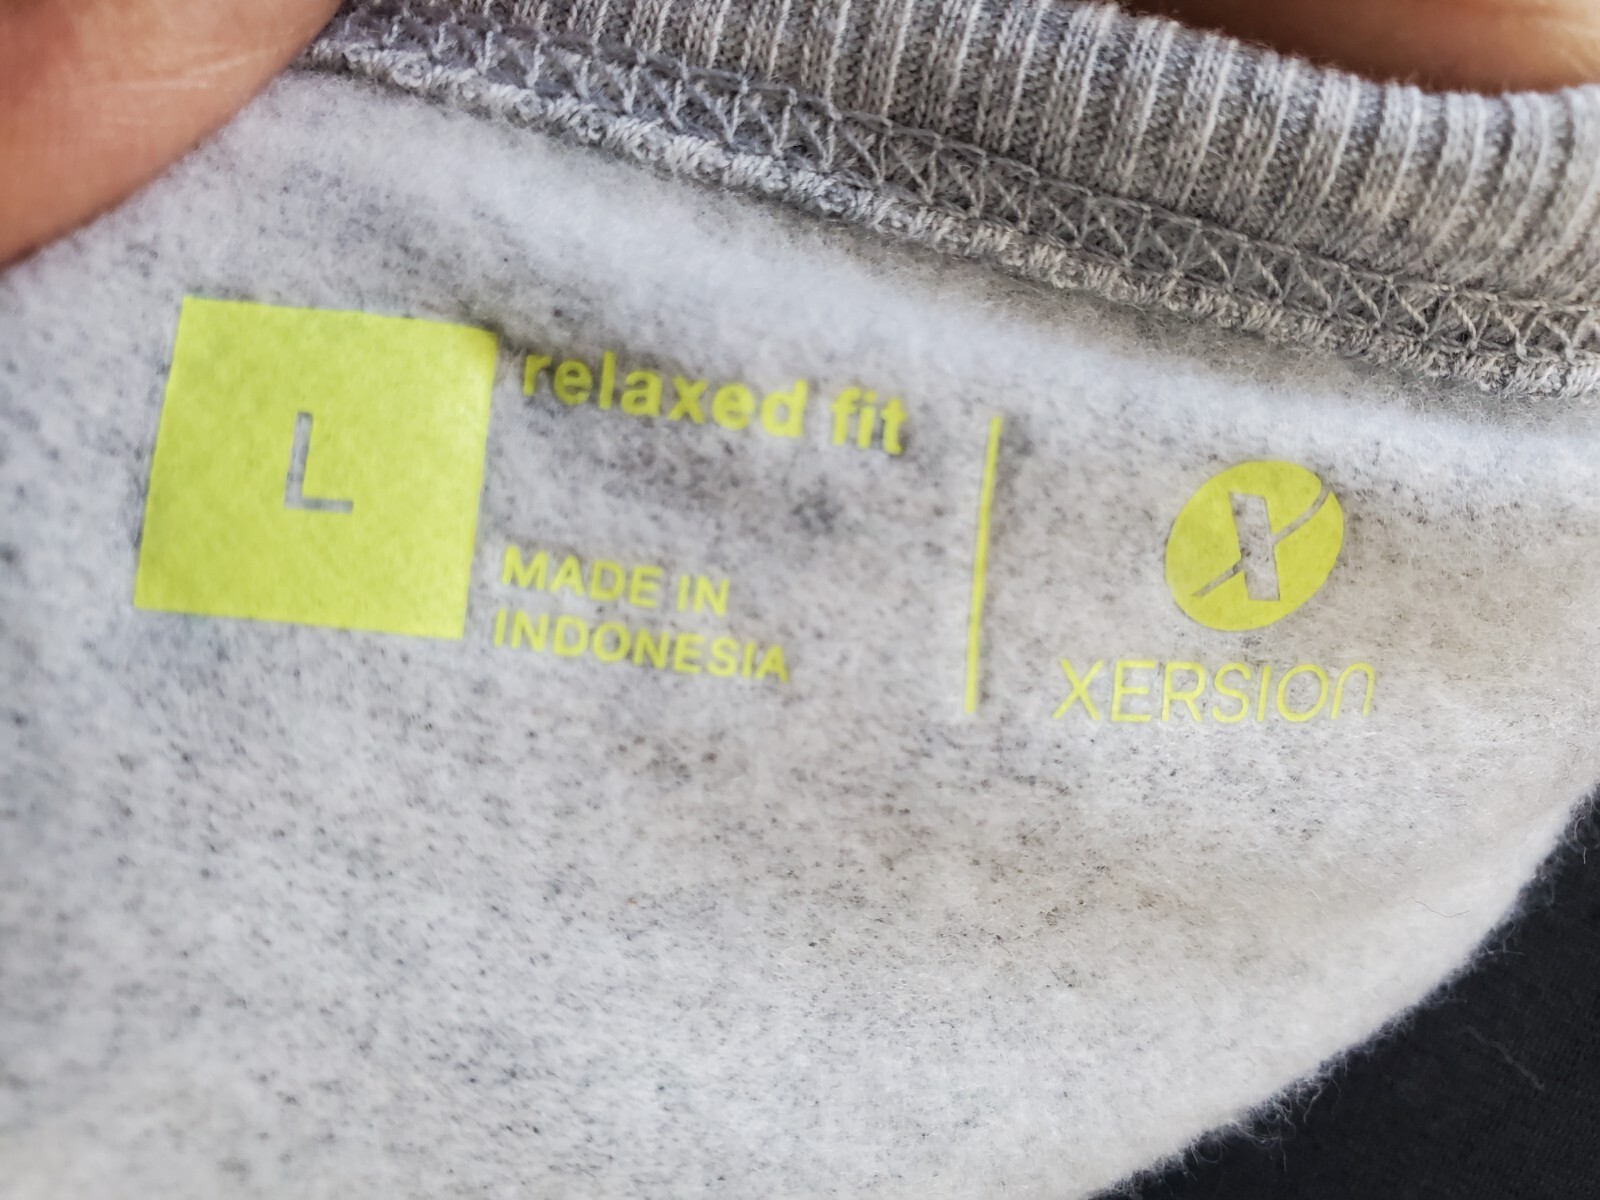 L
relaxed fit
MADE IN
INDONESIA
X
XERSION